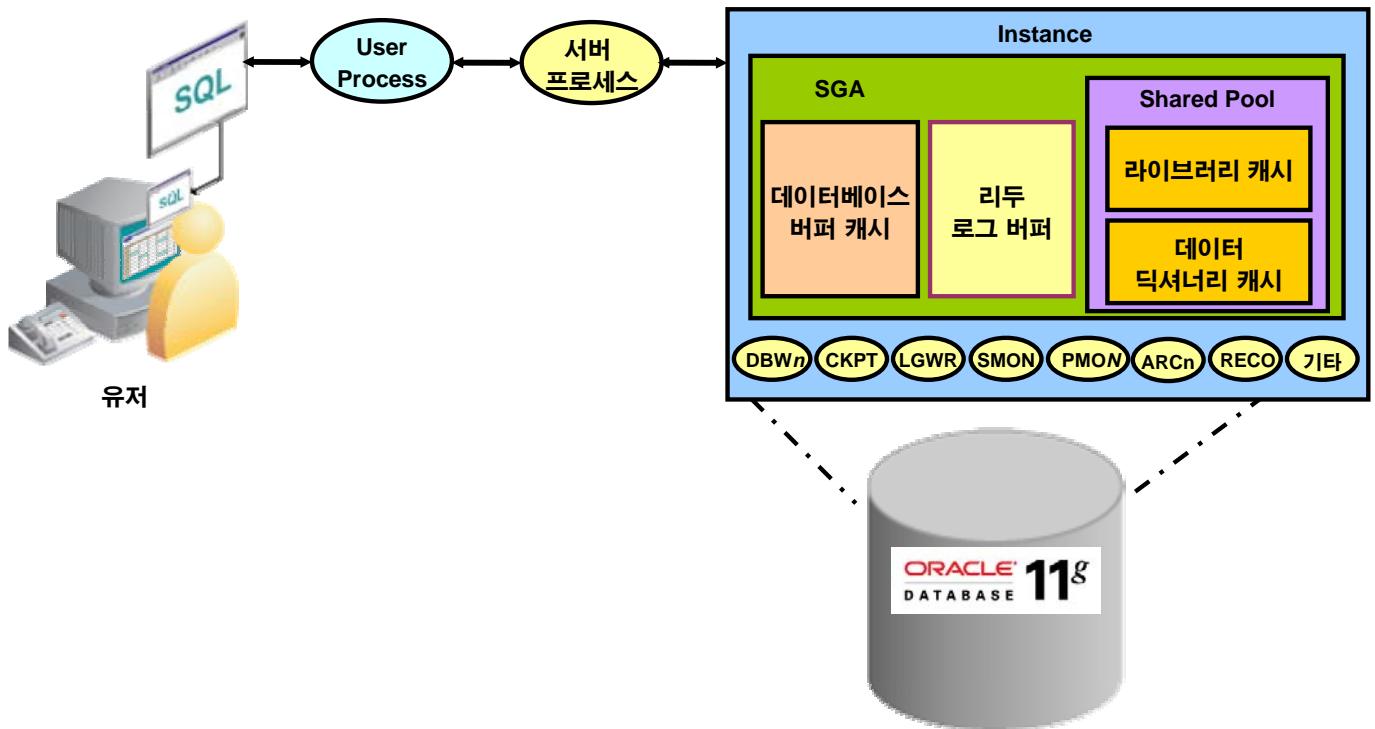 SQL
SQL
User
Process
서버
프로세스
Instance
SGA
Shared Pool
데이터베이스
버퍼 캐시
리두
로그 버퍼
라이브러리 캐시
데이터
딕셔너리 캐시
DBWn
CKPT
LGWR
SMON
PMON
ARCn
RECO
기타
유저
ORACLE
DATABASE 11g